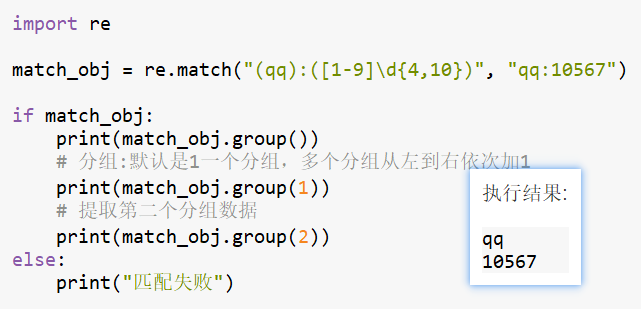 import re
match_obj = re.match("(qq):([1-9]\d{4,10})", "qq:10567")
if match_obj:
    print(match_obj.group())
    # 分组:默认是1一个分组，多个分组从左到右依次加1
    print(match_obj.group(1))
    # 提取第二个分组数据
    print(match_obj.group(2))
else:
    print("匹配失败")
执行结果:
qq
10567